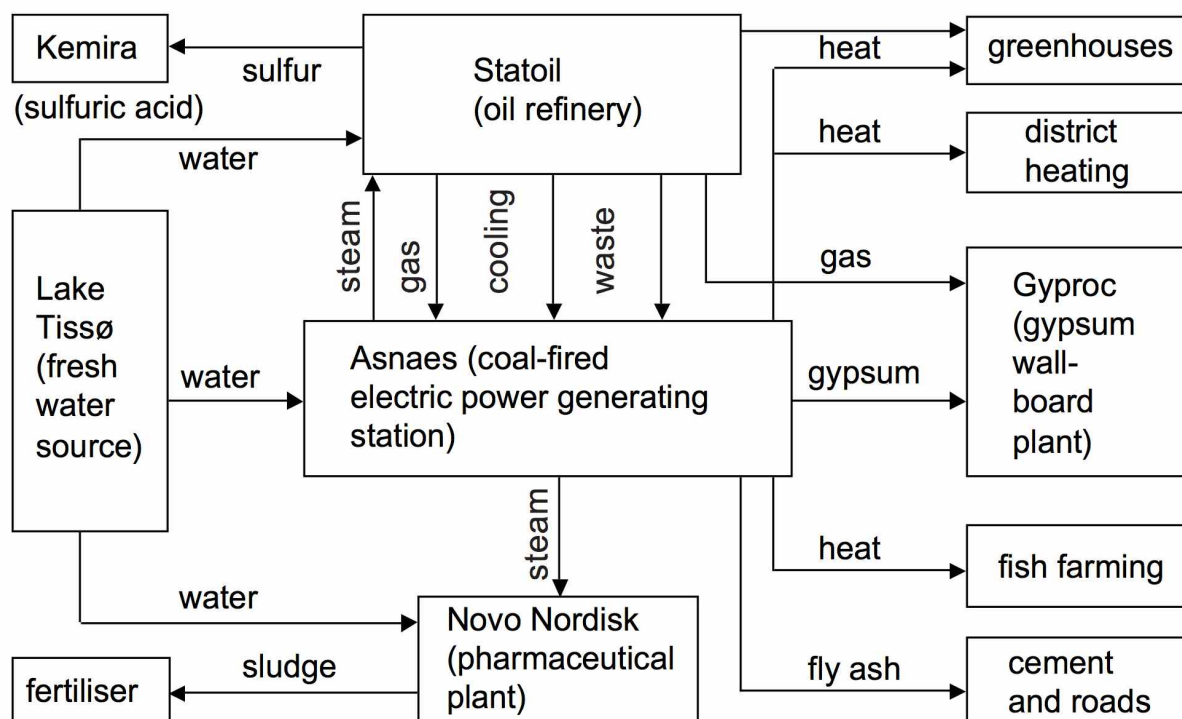 Kemira
(sulfuric acid)
sulfur
Statoil
(oil refinery)
heat
greenhouses
water
heat
district
heating
steam
gas
cooling
waste
gas
Lake
Tissø
(fresh
water
source)
water
Asnaes (coal-fired
electric power generating
station)
gypsum
Gyproc
(gypsum
wall-
board
plant)
steam
heat
fish farming
water
Novo Nordisk
(pharmaceutical
plant)
sludge
fertiliser
fly ash
cement
and roads